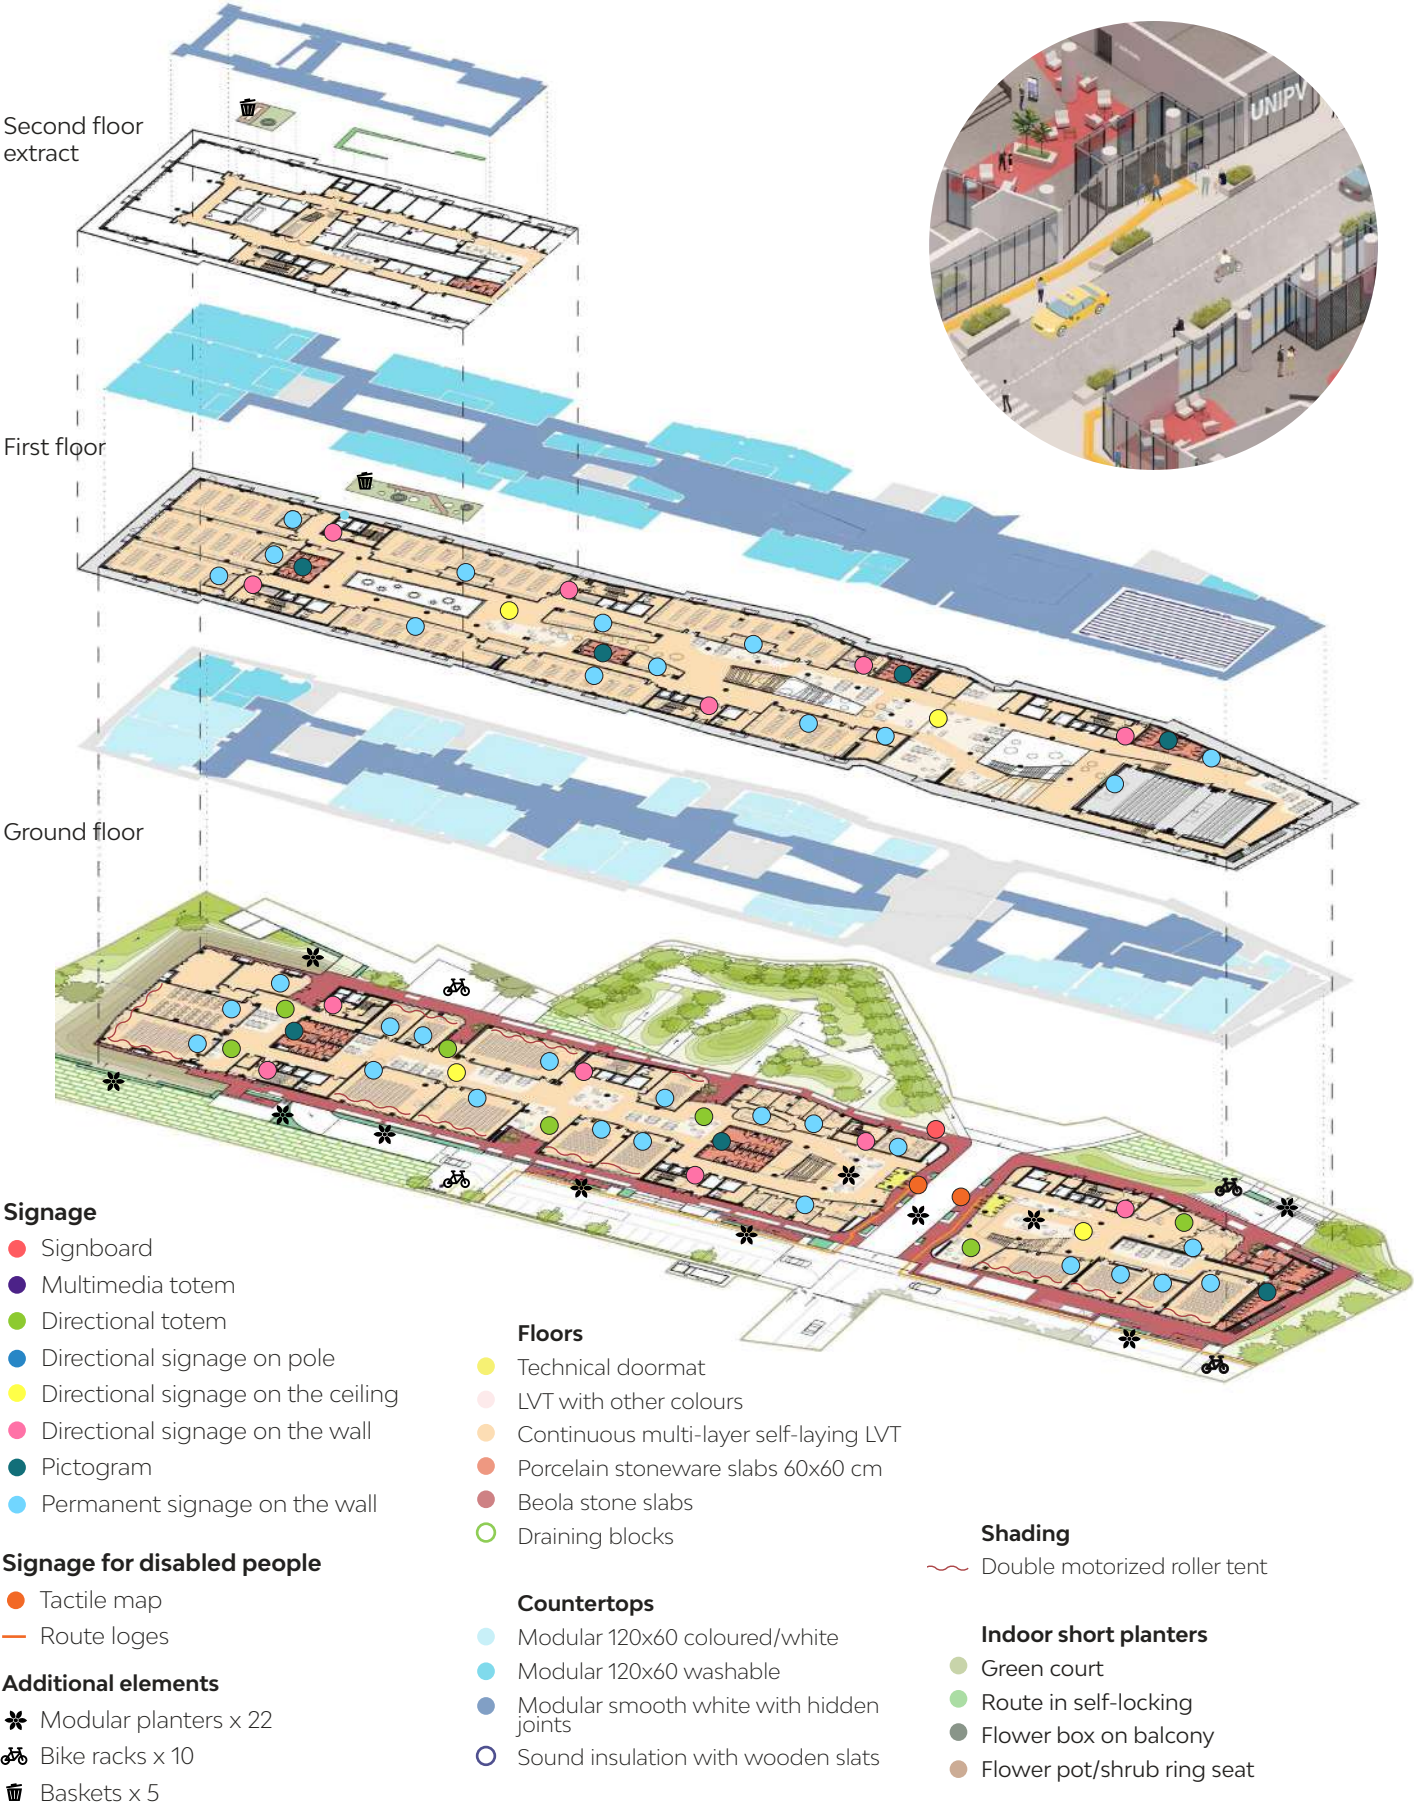 UNIPV
Second floor
extract
First floor
Ground floor
Signage
Signboard
Multimedia totem
Directional totem
Directional signage on pole
Directional signage on the ceiling
Directional signage on the wall
Pictogram
Permanent signage on the wall
Signage for disabled people
Tactile map
Route loges
Additional elements
Modular planters x 22
Bike racks x 10
Baskets x 5
Floors
Technical doormat
LVT with other colours
Continuous multi-layer self-laying LVT
Porcelain stoneware slabs 60x60 cm
Beola stone slabs
Draining blocks
Countertops
Modular 120x60 coloured/white
Modular 120x60 washable
Modular smooth white with hidden
joints
Sound insulation with wooden slats
Shading
Double motorized roller tent
Indoor short planters
Green court
Route in self-locking
Flower box on balcony
Flower pot/shrub ring seat